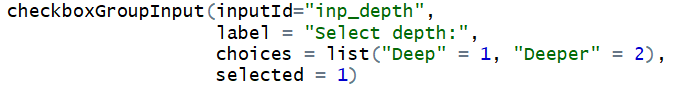 checkboxGroupInput(inputId="inp_depth",
label = "Select depth:",
choices = list("Deep" = 1, "Deeper" = 2),
selected = 1)